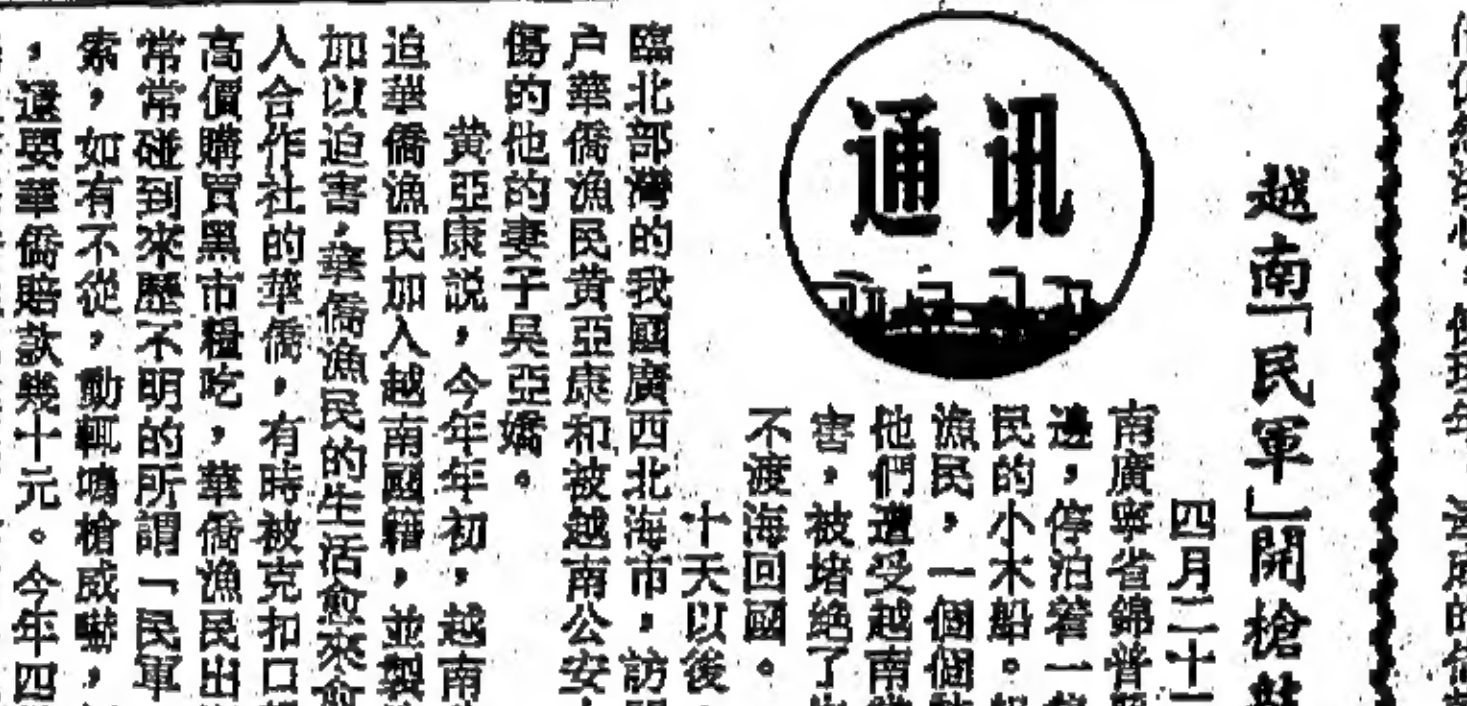 越南「民軍」開槍
通讯
四月二十
南廣寧省錦普
邊，停泊着一
民的小木船。
漁民，一個個
他們遭受越南
害，被堵絶了
不渡海回國。
十天以後
臨北部灣的我國廣西北海市，訪
户華僑漁民黄亞康和被越南公安
傷的他的妻子吳亞嬌。
黄亞康説，今年年初，越南
迫華僑漁民加入越南國籍，並製
加以迫害，華僑漁民的生活愈來愈
入合作社的華僑，有時被克扣口
高價購買黑市糧吃，華僑漁民出
常常碰到來歷不明的所謂「民軍
索，如有不從，動輒鳴槍威嚇，
，還要華僑賠款幾十元。今年四